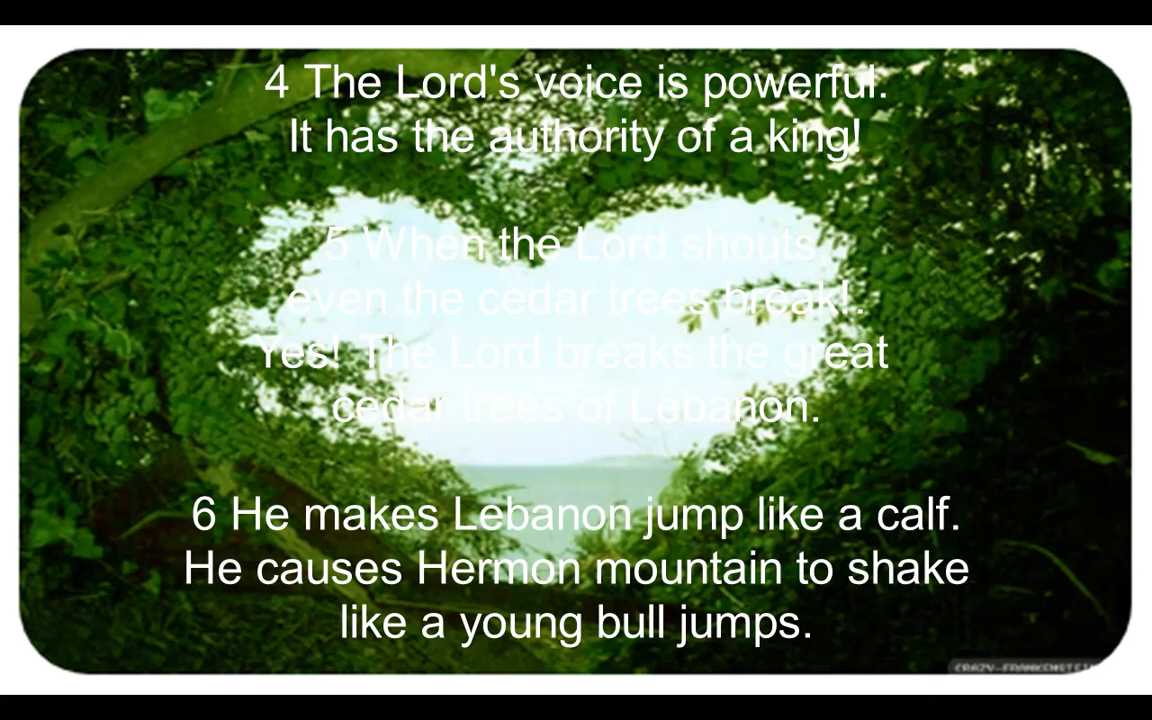 4 The Lord's voice is powerful.
It has the authority of a king!
5 When the Lord shouts,
even the cedar trees break!.
Yes! The Lord breaks the great
cedar trees of Lebanon.
6 He makes Lebanon jump like a calf.
He causes Hermon mountain to shake
like a young bull jumps.